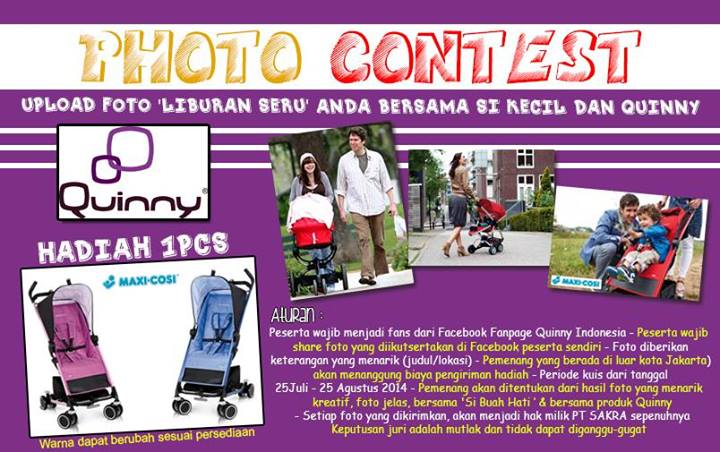 PHOTO CONTEST
UPLOAD FOTO 'LIBURAN SERU' ANDA BERSAMA SI KECIL DAN QUINNY
Quinny®
HADIAH 1PCS
MAXI-COSI
MAXI-COSI
MAXI-COSI
Warna dapat berubah sesuai persediaan
Aturan :
Peserta wajib menjadi fans dari Facebook Fanpage Quinny Indonesia - Peserta wajib
share foto yang diikutsertakan di Facebook peserta sendiri - Foto diberikan
keterangan yang menarik (judul/lokasi) - Pemenang yang berada di luar kota Jakarta)
akan menanggung biaya pengiriman hadiah - Periode kuis dari tanggal
25Juli - 25 Agustus 2014 - Pemenang akan ditentukan dari hasil foto yang menarik
kreatif, foto jelas, bersama 'Si Buah Hati ' & bersama produk Quinny
- Setiap foto yang dikirimkan, akan menjadi hak milik PT SAKRA sepenuhnya
Keputusan juri adalah mutlak dan tidak dapat diganggu-gugat